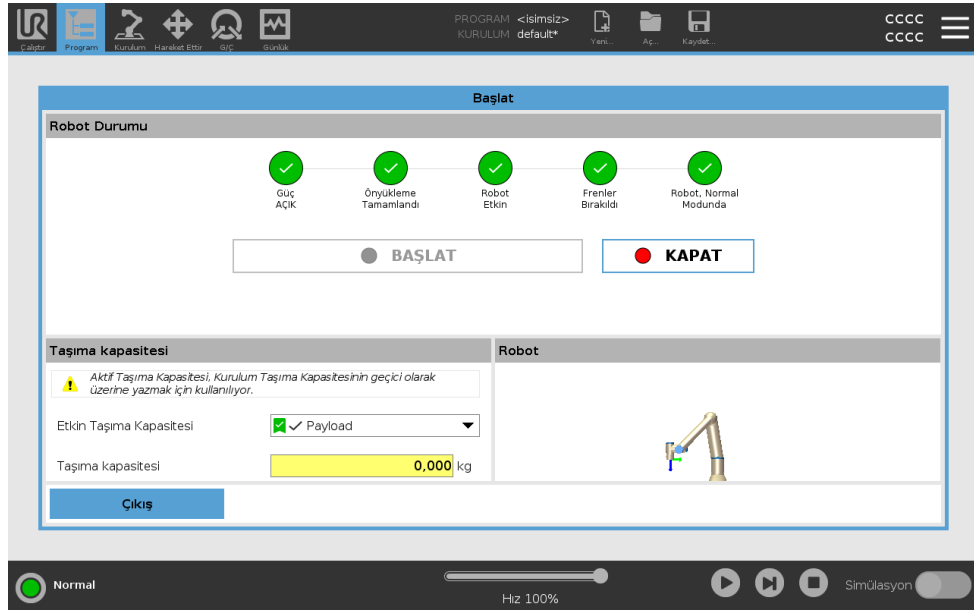 PROGRAM <isimsiz>
KURULUM default*
CCCC
CCCC
Çalıştır Program Kurulum Hareket Ettir G/Ç Günlük Yeni... Aç... Kaydet...
Başlat
Robot Durumu
Güç
AÇIK
Önyükleme
Tamamlandı
Robot
Etkin
Frenler
Bırakıldı
Robot, Normal
Modunda
BAŞLAT
KAPAT
Taşıma kapasitesi
Aktif Taşıma Kapasitesi, Kurulum Taşıma Kapasitesinin geçici olarak
üzerine yazmak için kullanılıyor.
Etkin Taşıma Kapasitesi Payload
Taşıma kapasitesi 0,000 kg
Robot
Çıkış
Normal
Hız 100%
Simülasyon